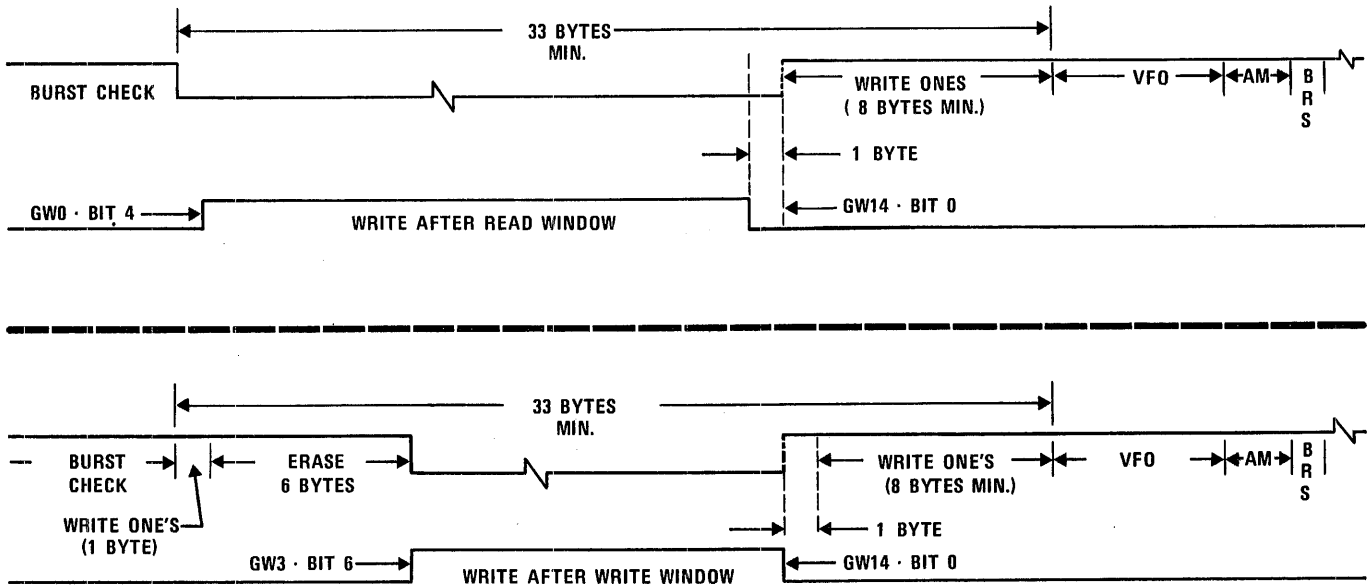 33 BYTES
MIN.
BURST CHECK
WRITE ONES
( 8 BYTES MIN.)
VFO
AM
B
R
S
1 BYTE
GW0 · BIT 4
WRITE AFTER READ WINDOW
GW14 · BIT 0
33 BYTES
MIN.
BURST
CHECK
ERASE
6 BYTES
WRITE ONE'S
(8 BYTES MIN.)
VFO
AM
B
R
S
WRITE ONE'S
(1 BYTE)
1 BYTE
GW3 · BIT 6
WRITE AFTER WRITE WINDOW
GW14 · BIT 0